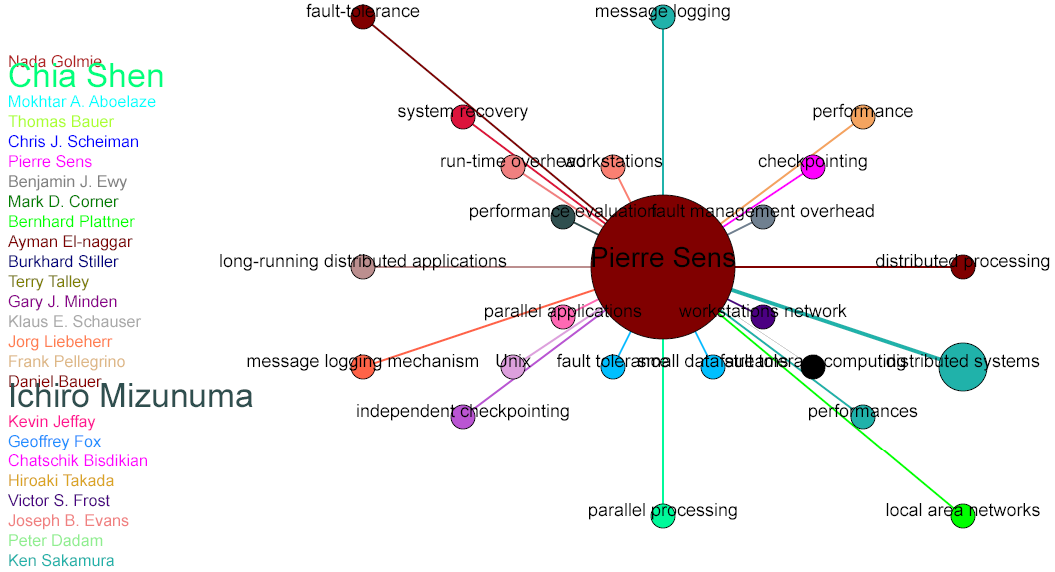 Nada Golmie
Chia Shen
Mokhtar A. Aboelaze
Thomas Bauer
Chris J. Scheiman
Pierre Sens
Benjamin J. Ewy
Mark D. Corner
Bernhard Plattner
Ayman El-naggar
Burkhard Stiller
Terry Talley
Gary J. Minden
Klaus E. Schauser
Jorg Liebeherr
Frank Pellegrino
Daniel Bauer
Ichiro Mizunuma
Kevin Jeffay
Geoffrey Fox
Chatschik Bisdikian
Hiroaki Takada
Victor S. Frost
Joseph B. Evans
Peter Dadam
Ken Sakamura
fault-tolerance
message logging
system recovery
performance
run-time overhead
workstations
checkpointing
performance evaluation
fault management overhead
Pierre Sens
long-running distributed applications
distributed processing
parallel applications
workstations network
message logging mechanism
Unix
fault tolerance
small data streams
fault tolerant computing
distributed systems
independent checkpointing
performances
parallel processing
local area networks